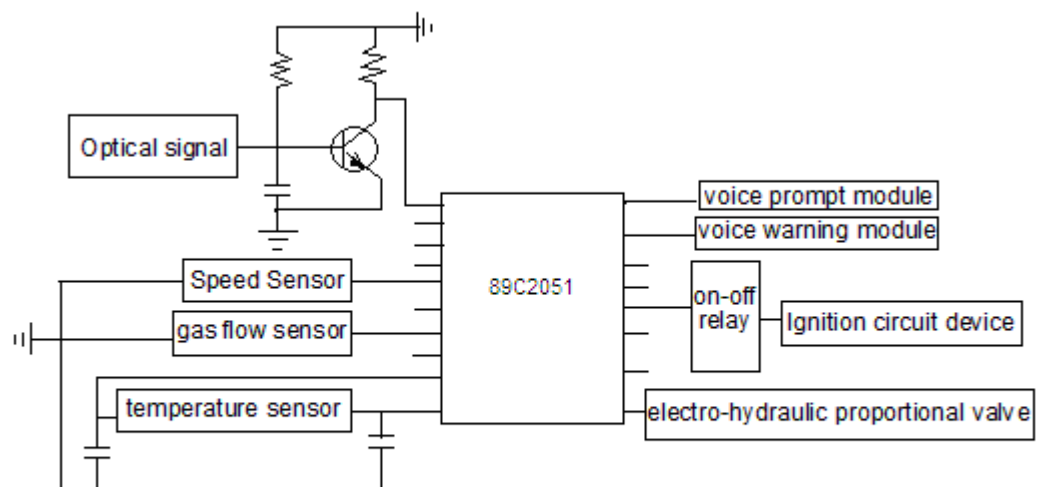 Optical signal
voice prompt module
voice warning module
Speed Sensor
89C2051
on-off
relay
gas flow sensor
Ignition circuit device
temperature sensor
electro-hydraulic proportional valve